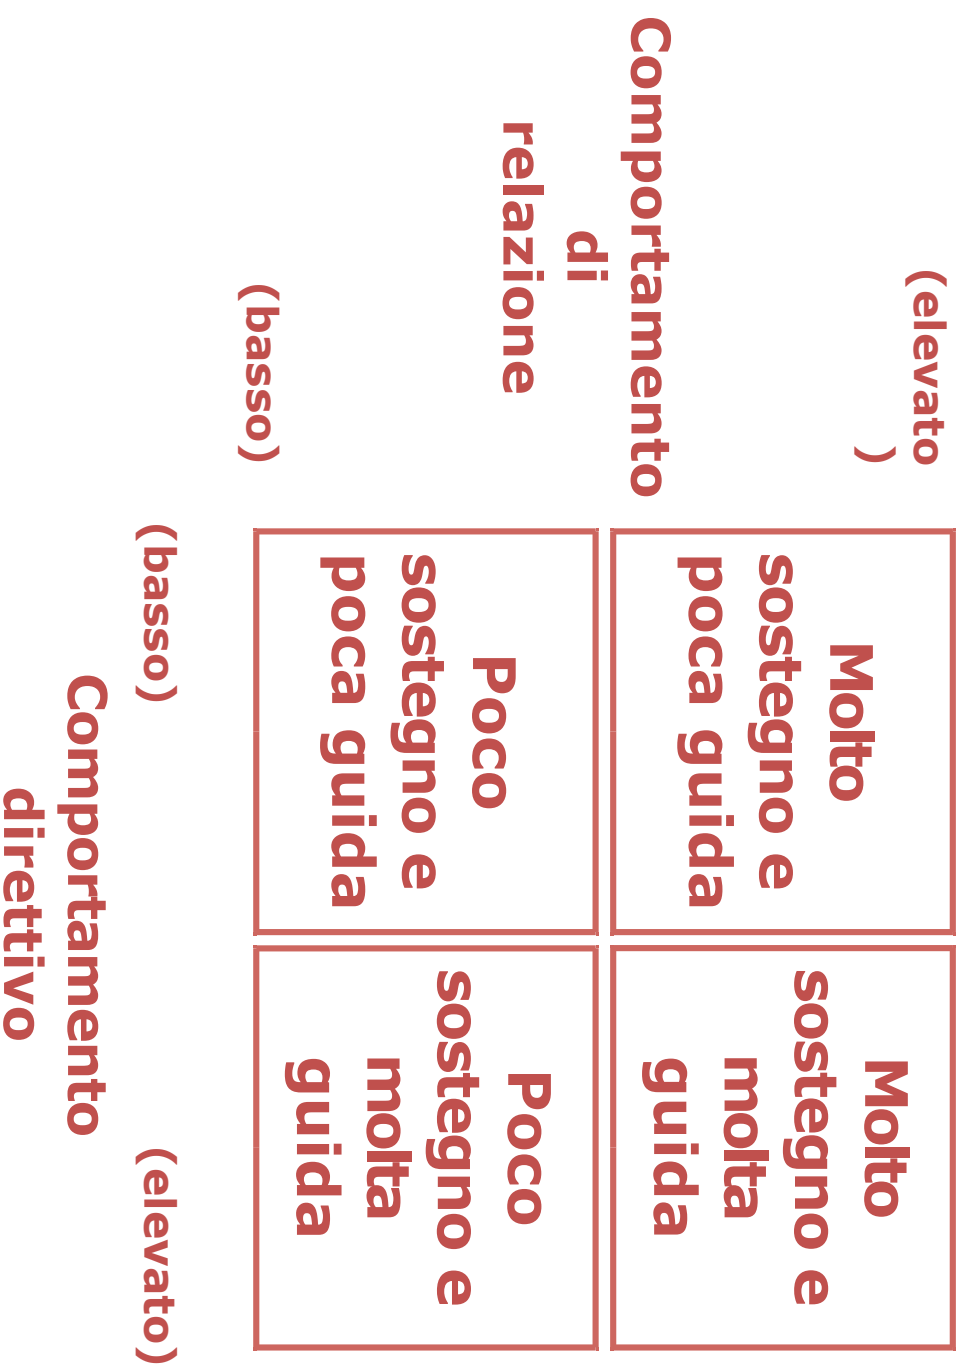 (elevato
)
Comportamento
di
relazione
(basso)
Molto
sostegno e
poca guida
Molto
sostegno e
molta
guida
Poco
sostegno e
poca guida
Poco
sostegno e
molta
guida
(basso)
(elevato)
Comportamento
direttivo